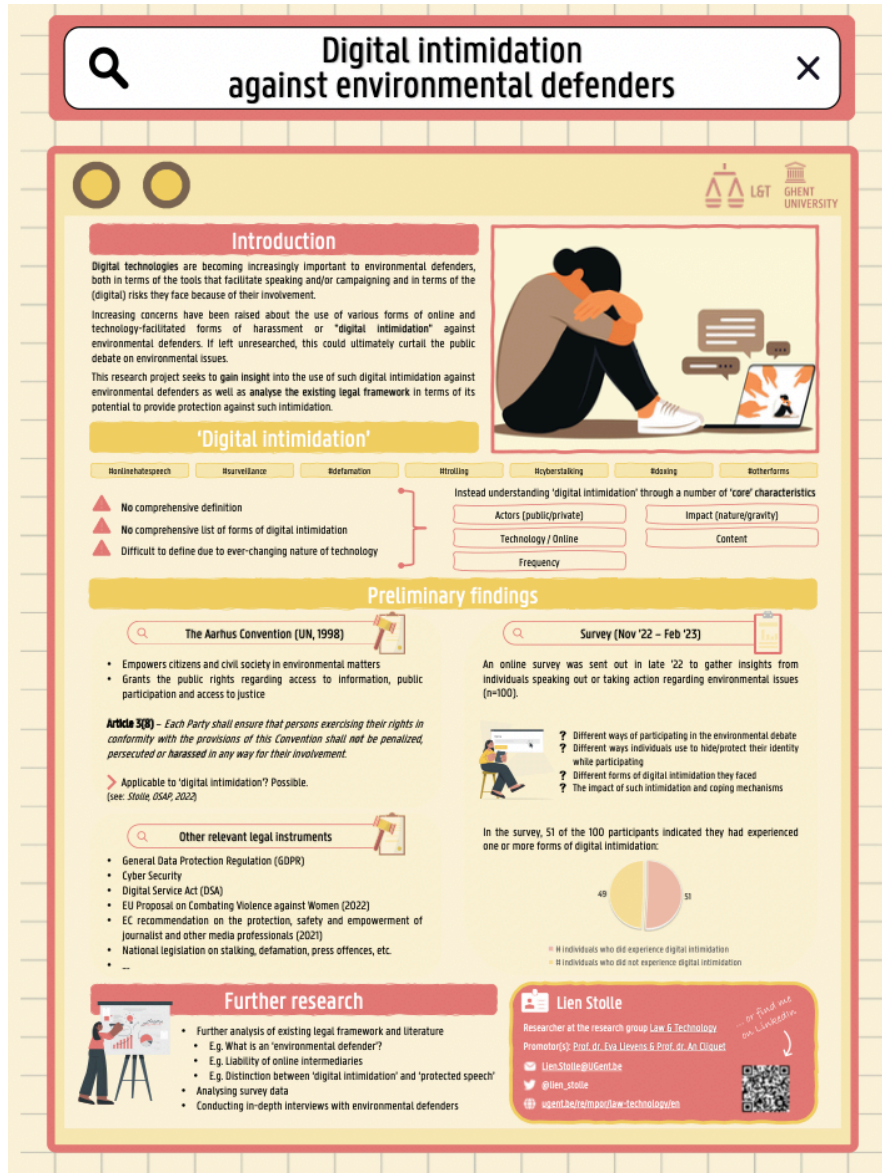 Digital intimidation
against environmental defenders
L&T
GHENT
UNIVERSITY
Introduction
Digital technologies are becoming increasingly important to environmental defenders,
both in terms of the tools that facilitate speaking and/or campaigning and in terms of the
(digital) risks they face because of their involvement.
Increasing concerns have been raised about the use of various forms of online and
technology-facilitated forms of harassment or "digital intimidation" against
environmental defenders. If left unresearched, this could ultimately curtail the public
debate on environmental issues.
This research project seeks to gain insight into the use of such digital intimidation against
environmental defenders as well as analyse the existing legal framework in terms of its
potential to provide protection against such intimidation.
'Digital intimidation'
#onlinehatespeech
#surveillance
#defamation
#trolling
#cyberstalking
#doxing
#otherforms
No comprehensive definition
No comprehensive list of forms of digital intimidation
Difficult to define due to ever-changing nature of technology
Instead understanding 'digital intimidation' through a number of 'core' characteristics
Actors (public/private)
Impact (nature/gravity)
Technology / Online
Content
Frequency
Preliminary findings
The Aarhus Convention (UN, 1998)
• Empowers citizens and civil society in environmental matters
• Grants the public rights regarding access to information, public
participation and access to justice
Article 3(8) – Each Party shall ensure that persons exercising their rights in
conformity with the provisions of this Convention shall not be penalized,
persecuted or harassed in any way for their involvement.
Applicable to 'digital intimidation'? Possible.
(see: Stolle, OSAP, 2022)
Other relevant legal instruments
• General Data Protection Regulation (GDPR)
• Cyber Security
• Digital Service Act (DSA)
• EU Proposal on Combating Violence against Women (2022)
• EC recommendation on the protection, safety and empowerment of
journalist and other media professionals (2021)
• National legislation on stalking, defamation, press offences, etc.
• ...
Survey (Nov '22 – Feb '23)
An online survey was sent out in late '22 to gather insights from
individuals speaking out or taking action regarding environmental issues
(n=100).
? Different ways of participating in the environmental debate
? Different ways individuals use to hide/protect their identity
while participating
? Different forms of digital intimidation they faced
? The impact of such intimidation and coping mechanisms
In the survey, 51 of the 100 participants indicated they had experienced
one or more forms of digital intimidation:
49
51
# individuals who did experience digital intimidation
# individuals who did not experience digital intimidation
Further research
• Further analysis of existing legal framework and literature
• E.g. What is an 'environmental defender'?
• E.g. Liability of online intermediaries
• E.g. Distinction between 'digital intimidation' and 'protected speech'
• Analysing survey data
• Conducting in-depth interviews with environmental defenders
Lien Stolle
Researcher at the research group Law & Technology
Promotor(s): Prof. dr. Eva Lievens & Prof. dr. An Cliquet
Lien.Stolle@UGent.be
@lien_stolle
ugent.be/re/mpor/law-technology/en
... or find me
on LinkedIn